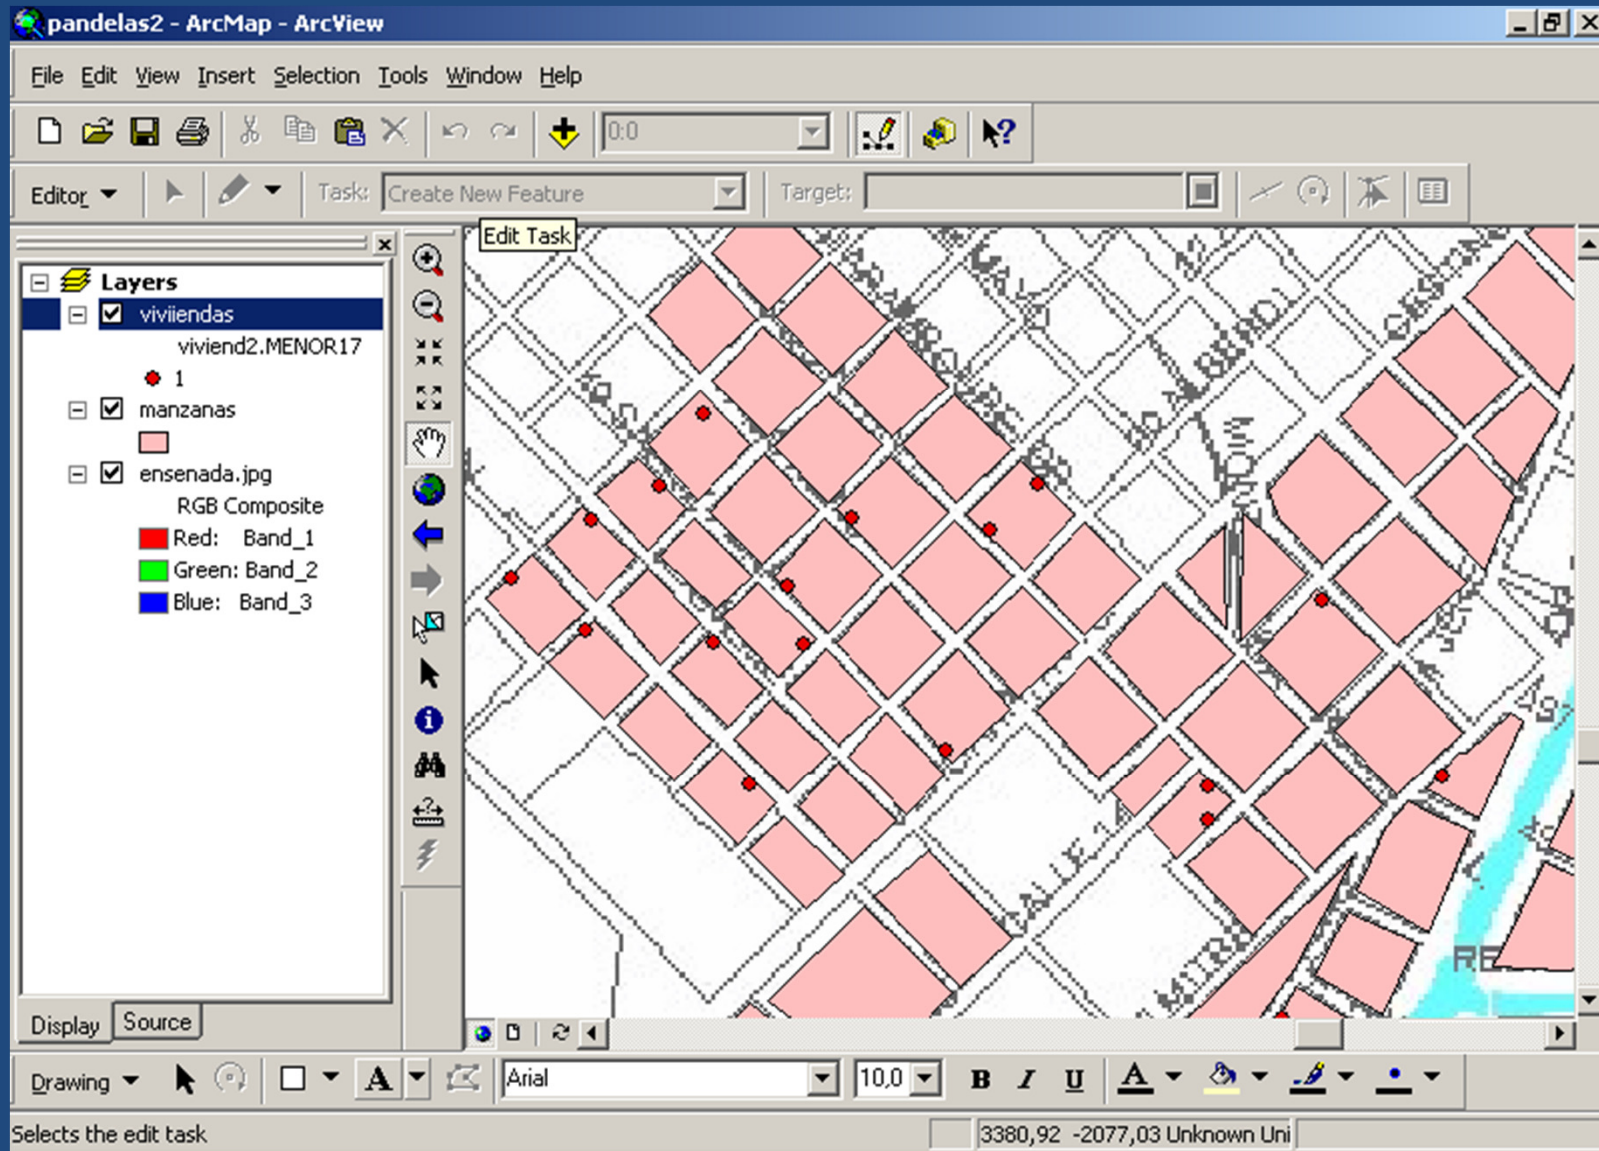 pandelas2 - ArcMap - ArcView
File Edit View Insert Selection Tools Window Help
0:0
Editor Task: Create New Feature Target:
Edit Task
Layers
viviiendas
viviend2.MENOR17
1
manzanas
ensenada.jpg
RGB Composite
Red: Band_1
Green: Band_2
Blue: Band_3
Display Source
Drawing A Arial 10,0 B I U A
Selects the edit task
3380,92 -2077,03 Unknown Uni